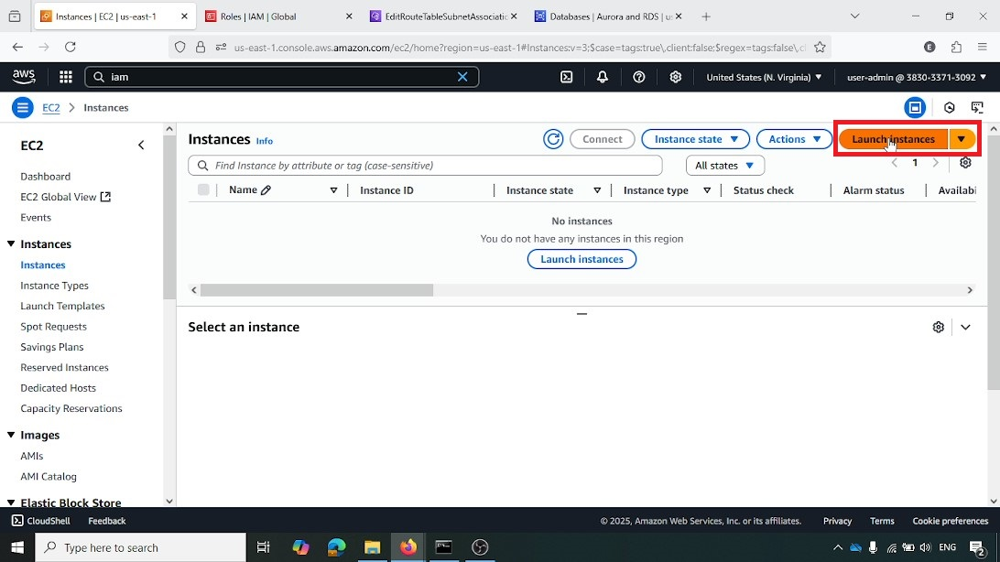 Instances | EC2 | us-east-1
Roles | IAM | Global
EditRouteTableSubnetAssociatic
Databases | Aurora and RDS | us
us-east-1.console.aws.amazon.com/ec2/home?region=us-east-1#Instances:v=3;$case=tags:true\,client:false;$regex=tags:false\,c
E
aws
iam
United States (N. Virginia)
user-admin @ 3830-3371-3092
EC2 > Instances
EC2
Dashboard
EC2 Global View
Events
Instances
Instances
Instance Types
Launch Templates
Spot Requests
Savings Plans
Reserved Instances
Dedicated Hosts
Capacity Reservations
Images
AMIs
AMI Catalog
Elastic Block Store
Instances Info
Connect
Instance state
Actions
Launch instances
Find Instance by attribute or tag (case-sensitive)
All states
1
Name
Instance ID
Instance state
Instance type
Status check
Alarm status
Availabi
No instances
You do not have any instances in this region
Launch instances
Select an instance
CloudShell
Feedback
© 2025, Amazon Web Services, Inc. or its affiliates.
Privacy
Terms
Cookie preferences
Type here to search
ENG
2